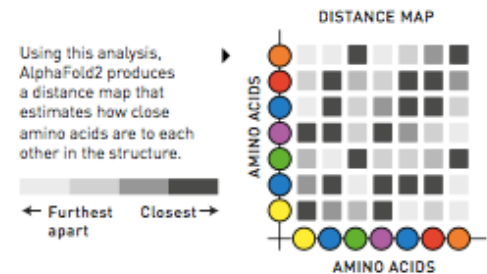 DISTANCE MAP
Using this analysis,
AlphaFold2 produces
a distance map that
estimates how close
amino acids are to each
other in the structure.
← Furthest apart
Closest→
AMINO ACIDS
AMINO ACIDS